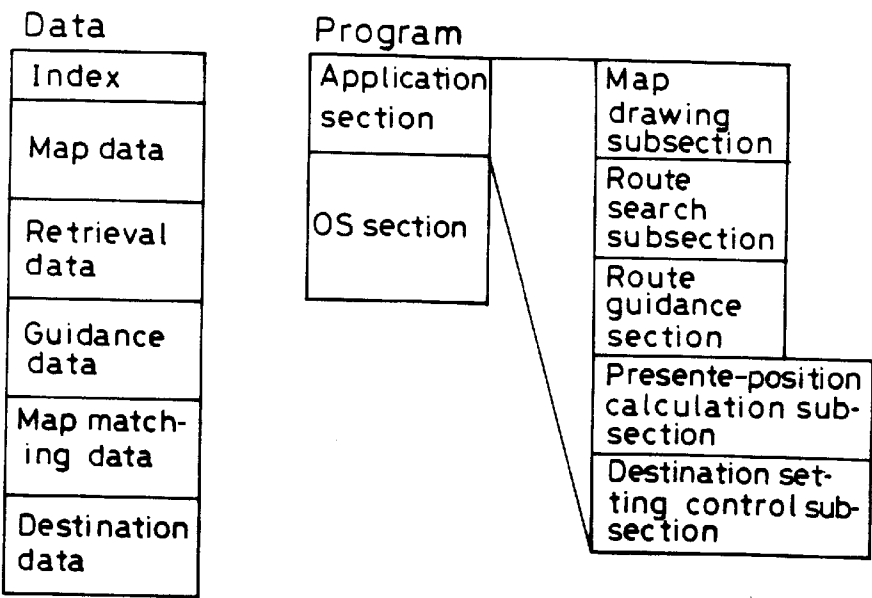 Data
Index
Map data
Retrieval
data
Guidance
data
Map match-
ing data
Destination
data
Program
Application
section
OS section
Map
drawing
subsection
Route
search
subsection
Route
guidance
section
Presente-position
calculation sub-
section
Destination set-
ting control sub-
section